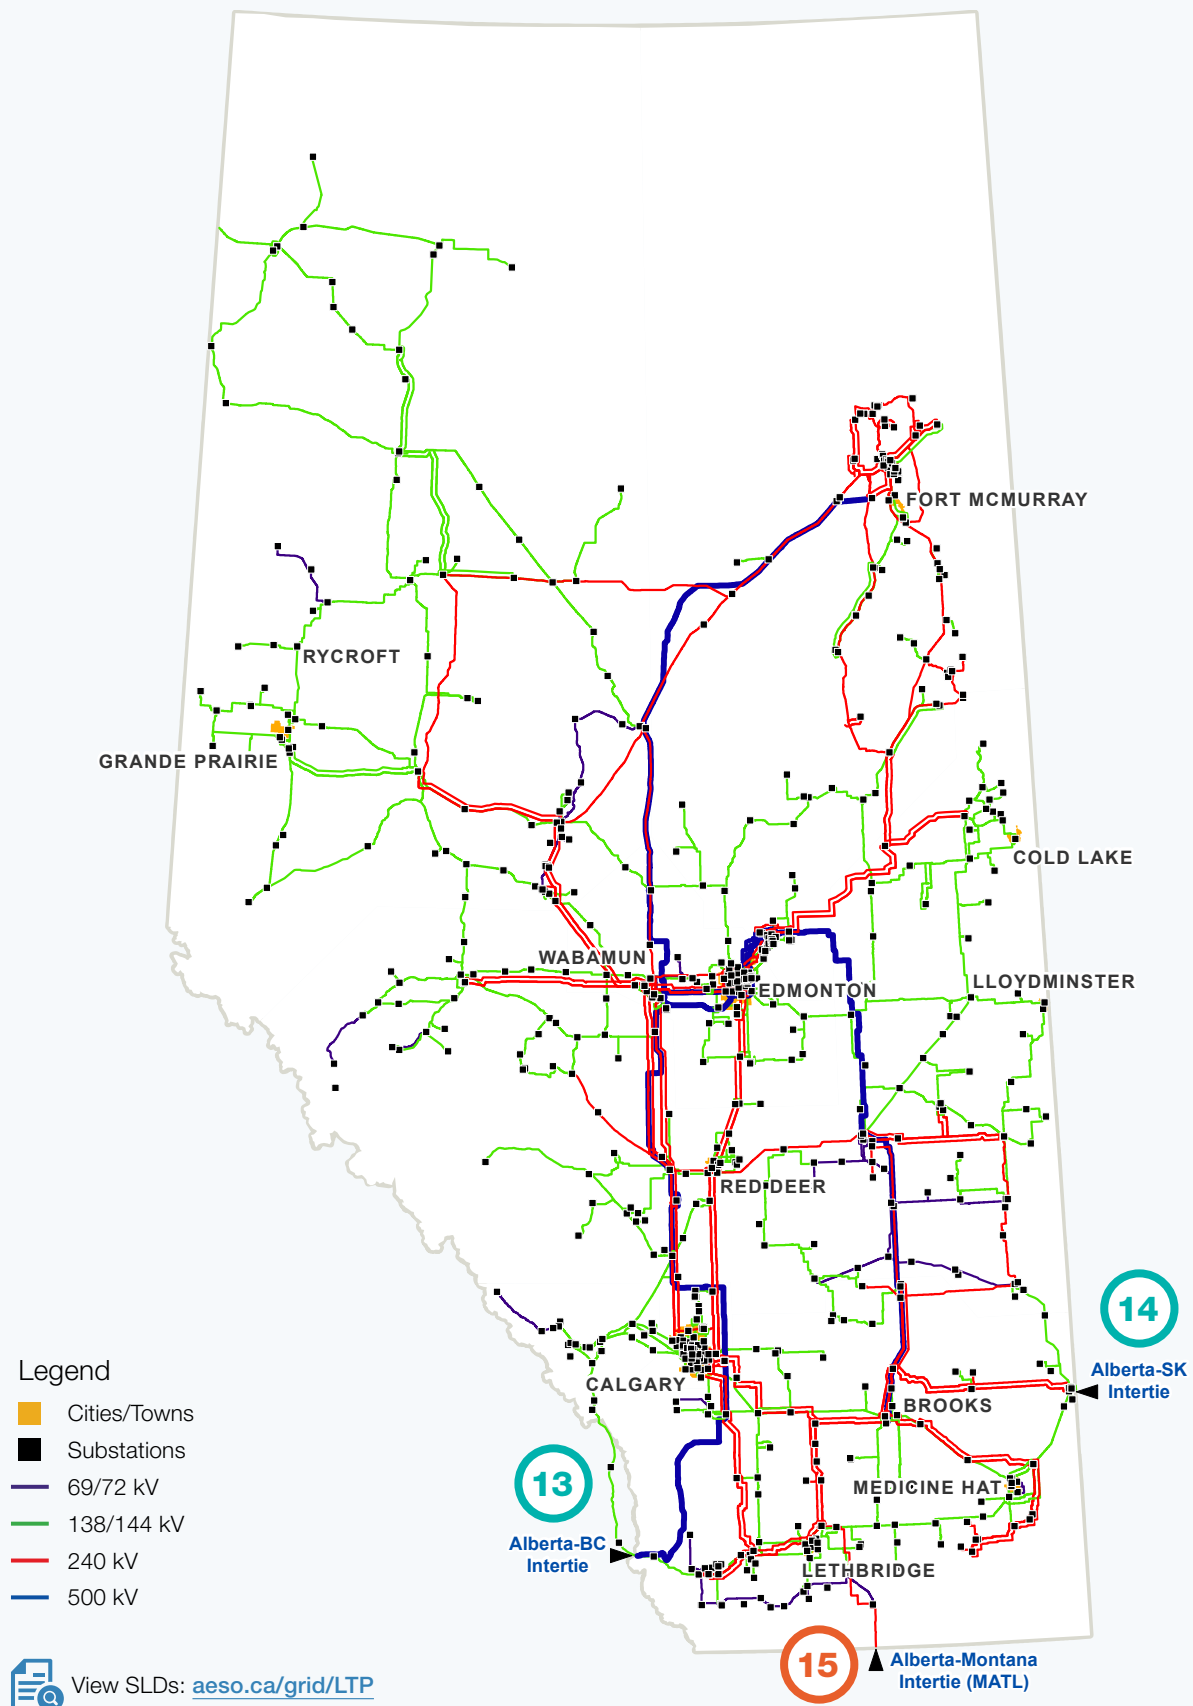 FORT MCMURRAY
RYCROFT
GRANDE PRAIRIE
COLD LAKE
WABAMUN
EDMONTON
LLOYDMINSTER
RED DEER
14
Alberta-SK
Intertie
CALGARY
BROOKS
13
Alberta-BC
Intertie
MEDICINE HAT
LETHBRIDGE
15
Alberta-Montana
Intertie (MATL)
Legend
Cities/Towns
Substations
69/72 kV
138/144 kV
240 kV
500 kV
View SLDs: aeso.ca/grid/LTP